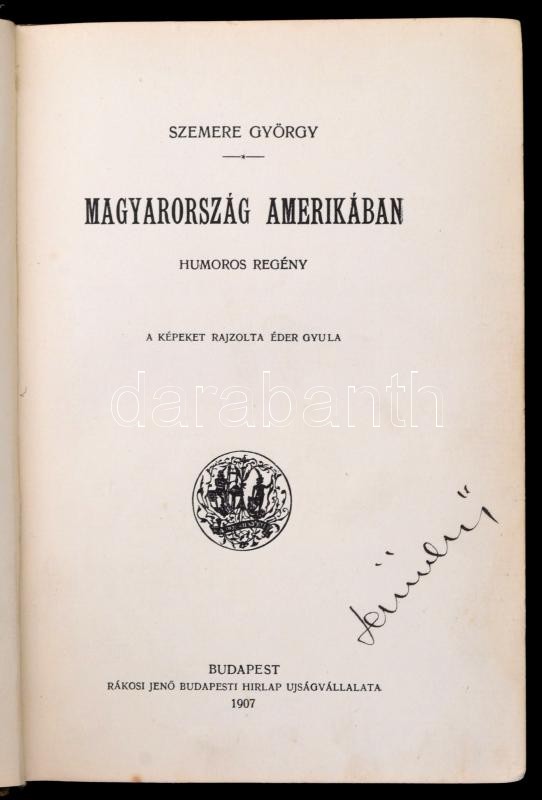 SZEMERE GYÖRGY
MAGYARORSZÁG AMERIKÁBAN
HUMOROS REGÉNY
A KÉPEKET RAJZOLTA ÉDER GYULA
darabanth
BUDAPEST
RÁKOSI JENŐ BUDAPESTI HIRLAP UJSÁGVÁLLALATA
1907